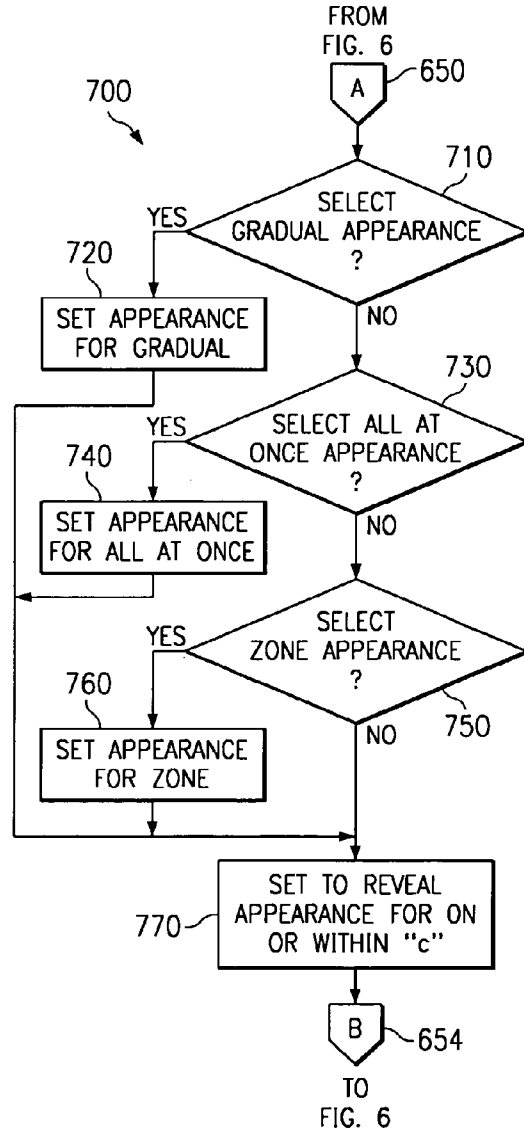 FROM
FIG. 6
A
650
700
710
SELECT
GRADUAL APPEARANCE
?
YES
NO
720
SET APPEARANCE
FOR GRADUAL
730
SELECT ALL AT
ONCE APPEARANCE
?
YES
NO
740
SET APPEARANCE
FOR ALL AT ONCE
SELECT
ZONE APPEARANCE
?
YES
NO
750
760
SET APPEARANCE
FOR ZONE
770
SET TO REVEAL
APPEARANCE FOR ON
OR WITHIN "c"
B
654
TO
FIG. 6